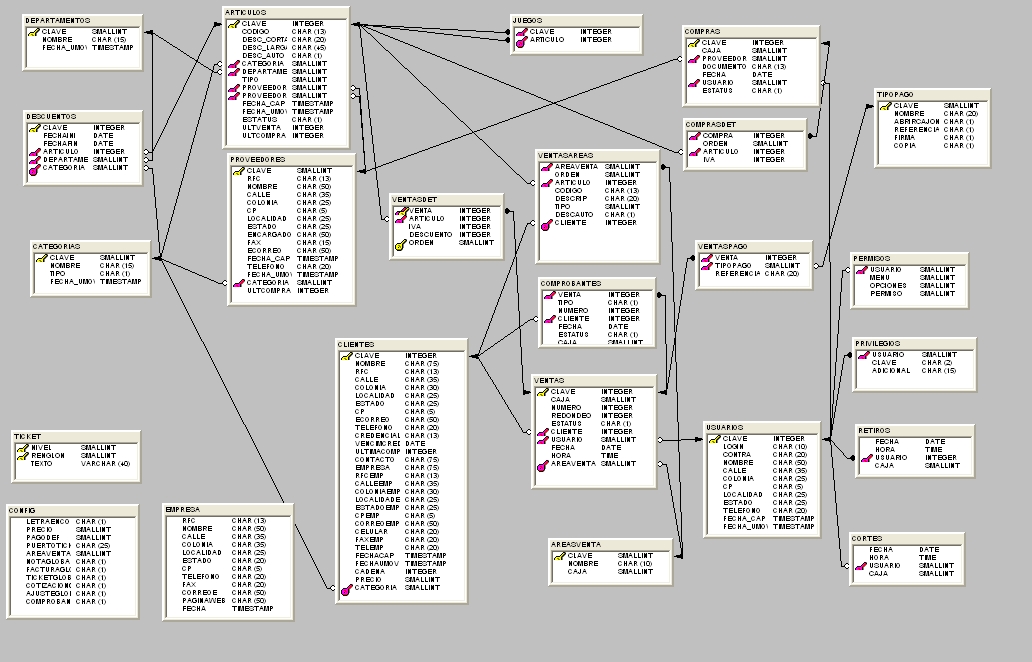 DEPARTAMENTOS
CLAVE SMALLINT
NOMBRE CHAR (15)
FECHA_UMOV TIMESTAMP
ARTICULOS
CLAVE INTEGER
CODIGO CHAR (13)
DESC_CORTA CHAR (20)
DESC_LARGA CHAR (45)
DESC_AUTO CHAR (1)
CATEGORIA SMALLINT
DEPARTAME SMALLINT
TIPO SMALLINT
PROVEEDOR SMALLINT
PROVEEDOR SMALLINT
FECHA_CAP TIMESTAMP
FECHA_UMOV TIMESTAMP
ESTATUS CHAR (1)
ULTVENTA INTEGER
ULTCOMPRA INTEGER
JUEGOS
CLAVE INTEGER
ARTICULO INTEGER
COMPRAS
CLAVE INTEGER
CAJA SMALLINT
PROVEEDOR SMALLINT
DOCUMENTO CHAR (13)
FECHA DATE
USUARIO SMALLINT
ESTATUS CHAR (1)
TIPOPAGO
CLAVE SMALLINT
NOMBRE CHAR (20)
ABRIRCAJON CHAR (1)
REFERENCIA CHAR (1)
FIRMA CHAR (1)
COPIA CHAR (1)
DESCUENTOS
CLAVE INTEGER
FECHAINI DATE
FECHAFIN DATE
ARTICULO INTEGER
DEPARTAME SMALLINT
CATEGORIA SMALLINT
COMPRASDET
COMPRA INTEGER
ORDEN SMALLINT
ARTICULO INTEGER
IVA INTEGER
PROVEEDORES
CLAVE SMALLINT
RFC CHAR (13)
NOMBRE CHAR (50)
CALLE CHAR (35)
COLONIA CHAR (25)
CP CHAR (5)
LOCALIDAD CHAR (25)
ESTADO CHAR (25)
ENCARGADO CHAR (50)
FAX CHAR (15)
ECORREO CHAR (50)
FECHA_CAP TIMESTAMP
TELEFONO CHAR (20)
FECHA_UMOV TIMESTAMP
CATEGORIA SMALLINT
ULTCOMPRA INTEGER
VENTASAREAS
AREAVENTA SMALLINT
ORDEN SMALLINT
ARTICULO INTEGER
CODIGO CHAR (13)
DESCRIP CHAR (20)
TIPO SMALLINT
DESCAUTO CHAR (1)
CLIENTE INTEGER
VENTASDET
VENTA INTEGER
ARTICULO INTEGER
IVA INTEGER
DESCUENTO INTEGER
ORDEN SMALLINT
CATEGORIAS
CLAVE SMALLINT
NOMBRE CHAR (15)
TIPO CHAR (1)
FECHA_UMOV TIMESTAMP
VENTASPAGO
VENTA INTEGER
TIPOPAGO SMALLINT
REFERENCIA CHAR (20)
PERMISOS
USUARIO SMALLINT
MENU SMALLINT
OPCIONES SMALLINT
PERMISO SMALLINT
COMPROBANTES
VENTA INTEGER
TIPO CHAR (1)
NUMERO INTEGER
CLIENTE INTEGER
FECHA DATE
ESTATUS CHAR (1)
CAJA SMALLINT
CLIENTES
CLAVE INTEGER
NOMBRE CHAR (75)
RFC CHAR (13)
CALLE CHAR (35)
COLONIA CHAR (30)
LOCALIDAD CHAR (25)
ESTADO CHAR (25)
CP CHAR (5)
ECORREO CHAR (50)
TELEFONO CHAR (20)
CREDENCIAL CHAR (13)
VENCIMCRED DATE
ULTIMACOMP INTEGER
CONTACTO CHAR (75)
EMPRESA CHAR (75)
RFCEMP CHAR (13)
CALLEEMP CHAR (35)
COLONIAEMP CHAR (30)
LOCALIDADE CHAR (25)
ESTADOEMP CHAR (25)
CPEMP CHAR (5)
CORREOEMP CHAR (50)
CELULAR CHAR (20)
FAXEMP CHAR (20)
TELEMP CHAR (20)
FECHACAP TIMESTAMP
FECHAUMOV TIMESTAMP
CADENA INTEGER
PRECIO SMALLINT
CATEGORIA SMALLINT
PRIVILEGIOS
USUARIO SMALLINT
CLAVE CHAR (2)
ADICIONAL CHAR (15)
VENTAS
CLAVE INTEGER
CAJA SMALLINT
NUMERO INTEGER
REDONDEO INTEGER
ESTATUS CHAR (1)
CLIENTE INTEGER
USUARIO SMALLINT
FECHA DATE
HORA TIME
AREAVENTA SMALLINT
USUARIOS
CLAVE INTEGER
LOGIN CHAR (10)
CONTRA CHAR (20)
NOMBRE CHAR (50)
CALLE CHAR (35)
COLONIA CHAR (25)
CP CHAR (5)
LOCALIDAD CHAR (25)
ESTADO CHAR (25)
TELEFONO CHAR (20)
FECHA_CAP TIMESTAMP
FECHA_UMOV TIMESTAMP
RETIROS
FECHA DATE
HORA TIME
USUARIO INTEGER
CAJA SMALLINT
TICKET
NIVEL SMALLINT
RENGLON SMALLINT
TEXTO VARCHAR (40)
CONFIG
LETRAENCO CHAR (1)
PRECIO SMALLINT
PAGODEF SMALLINT
PUERTOTICK CHAR (25)
AREAVENTA SMALLINT
NOTAGLOBA CHAR (1)
FACTURAGLO CHAR (1)
TICKETGLOB CHAR (1)
COTIZACION CHAR (1)
AJUSTEGLOB CHAR (1)
COMPROBAN CHAR (1)
EMPRESA
RFC CHAR (13)
NOMBRE CHAR (50)
CALLE CHAR (35)
COLONIA CHAR (35)
LOCALIDAD CHAR (25)
ESTADO CHAR (20)
CP CHAR (5)
TELEFONO CHAR (20)
FAX CHAR (20)
CORREOE CHAR (50)
PAGINAWEB CHAR (50)
FECHA TIMESTAMP
AREASVENTA
CLAVE SMALLINT
NOMBRE CHAR (10)
CAJA SMALLINT
CORTES
FECHA DATE
HORA TIME
USUARIO SMALLINT
CAJA SMALLINT